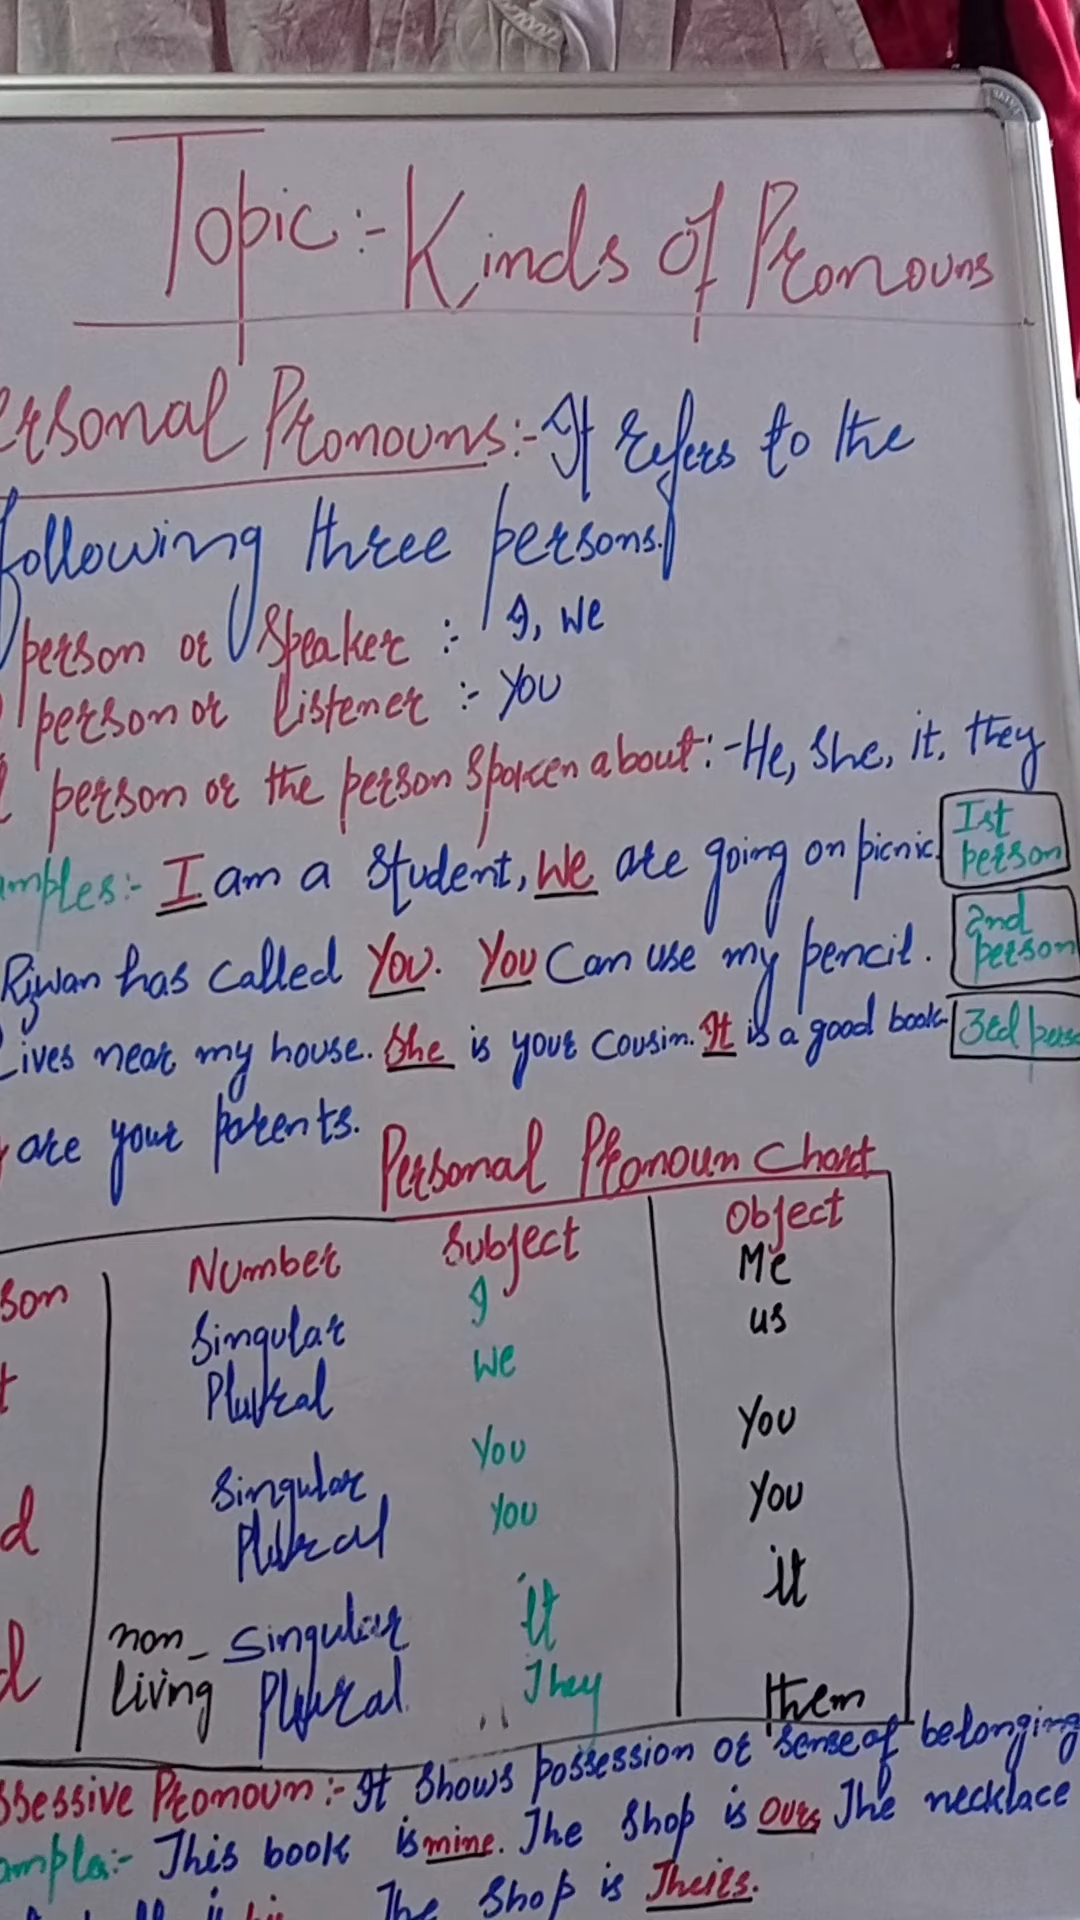 Topic:- Kinds of Pronouns
ersonal Pronouns:- It refers to the
following three persons.
person or Speaker :- I, We
person or listener :- You
person or the person Spoken about:- He, She, it, they
amples:- I am a Student, We are going on picnic. Ist person
Rizwan has called You. You Can use my pencil. 2nd person
Lives near my house. She is your Cousin. It is a good book. 3rd pers
are your parents.
Personal Pronoun Chart
son Number Subject Object
Singular I Me
t Plural We us
Singular You You
d Plural You You
non- Singular It it
d living Plural They them
ssessive Pronoun:- It Shows possession or sense of belonging
ample:- This book is mine. The Shop is Ours The necklace
The Shop is Theirs.